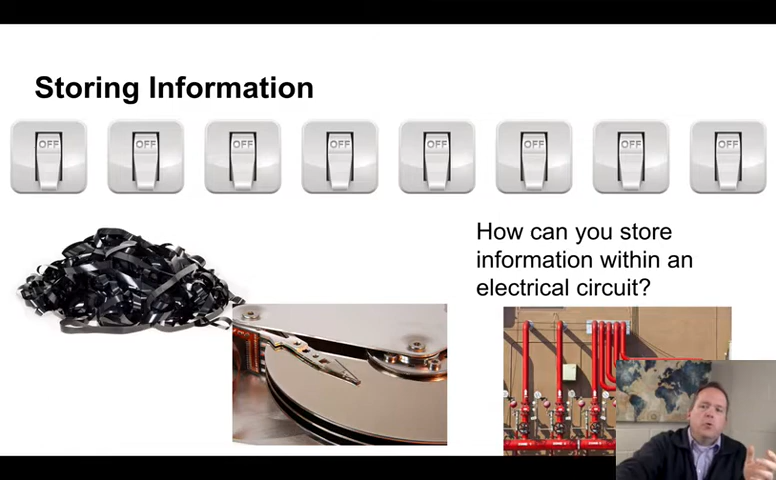 Storing Information
OFF OFF OFF OFF OFF OFF OFF OFF
How can you store
information within an
electrical circuit?